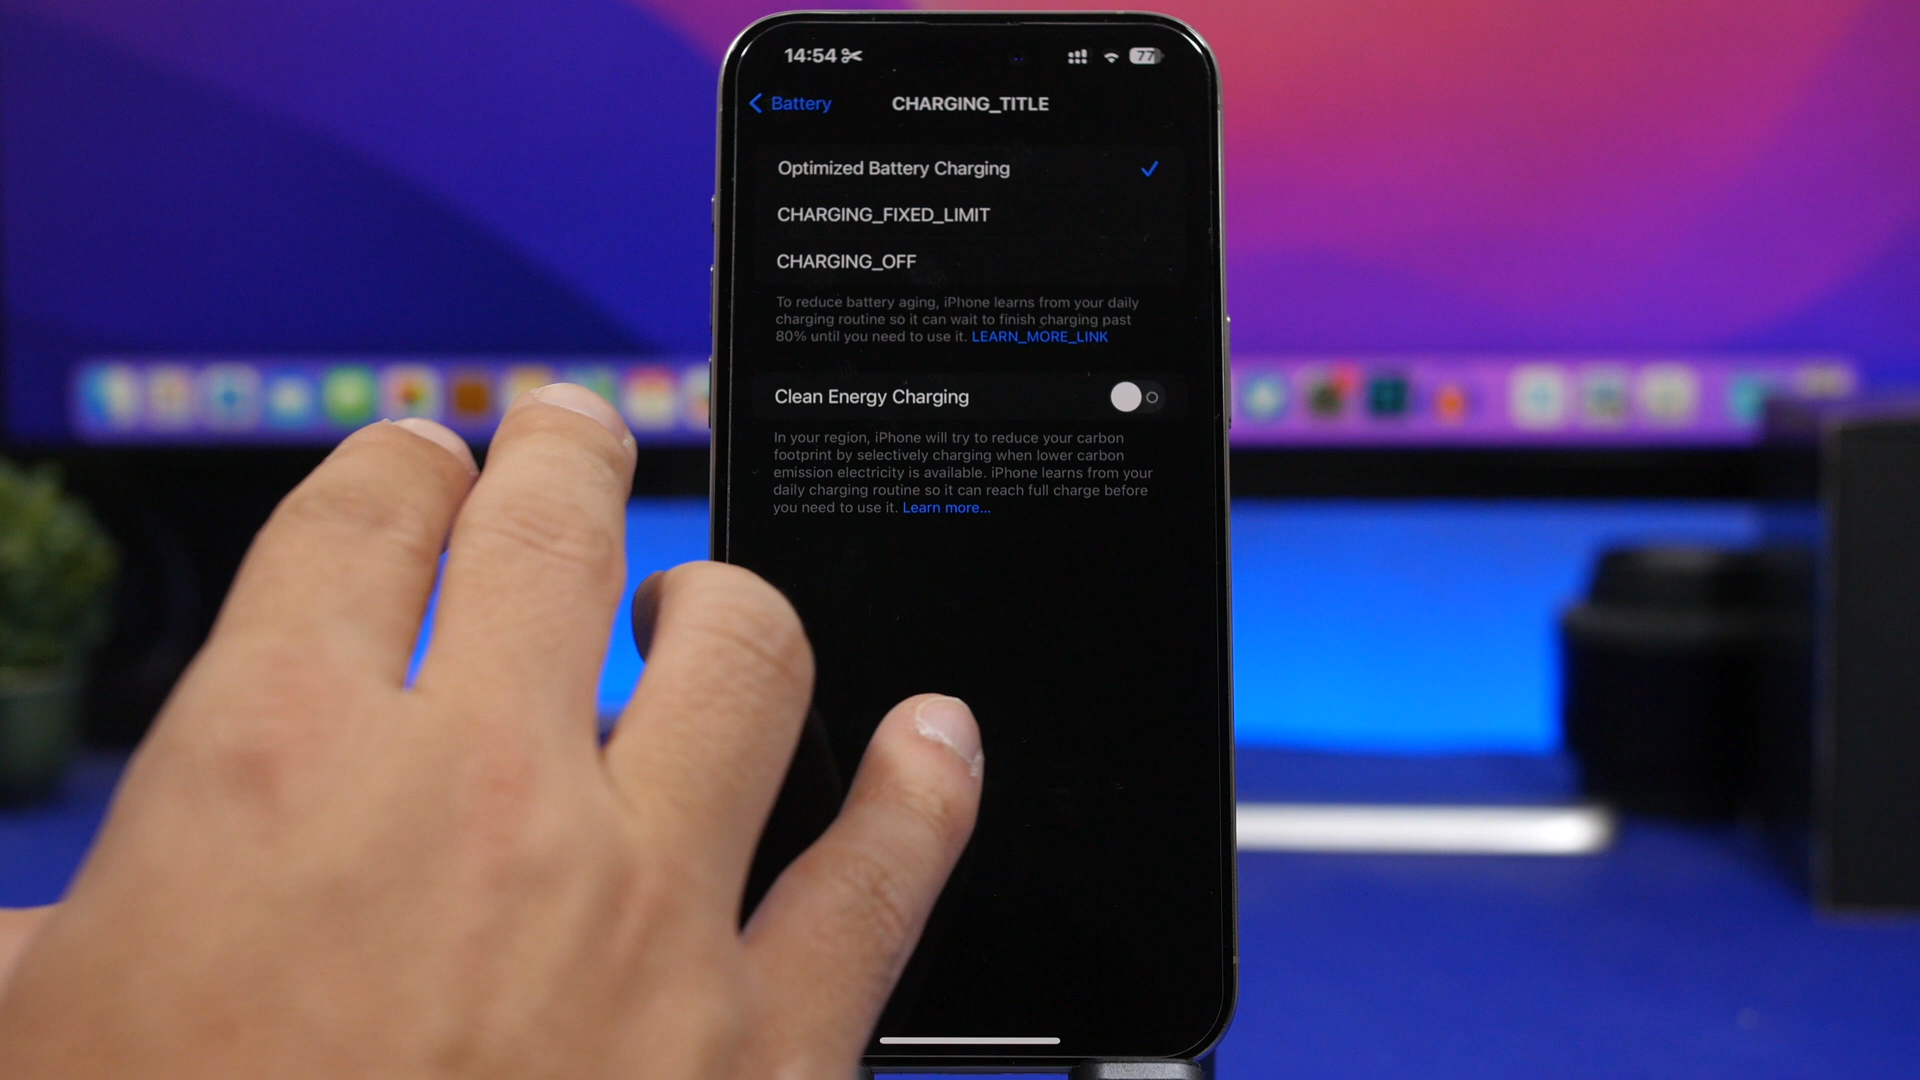 14:54
77
Battery
CHARGING_TITLE
Optimized Battery Charging
CHARGING_FIXED_LIMIT
CHARGING_OFF
To reduce battery aging, iPhone learns from your daily
charging routine so it can wait to finish charging past
80% until you need to use it. LEARN_MORE_LINK
Clean Energy Charging
In your region, iPhone will try to reduce your carbon
footprint by selectively charging when lower carbon
emission electricity is available. iPhone learns from your
daily charging routine so it can reach full charge before
you need to use it. Learn more...